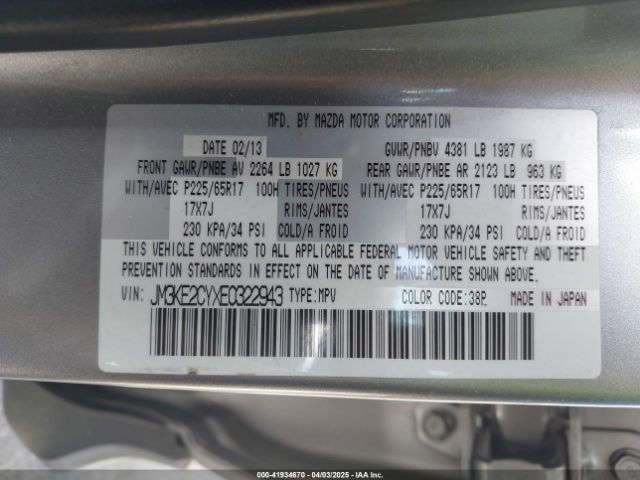 MFD. BY MAZDA MOTOR CORPORATION
DATE 02/13 GVWR/PNBV 4381 LB 1987 KG
FRONT GAWR/PNBE AV 2264 LB 1027 KG REAR GAWR/PNBE AR 2123 LB 963 KG
WITH/AVEC P225/65R17 100H TIRES/PNEUS WITH/AVEC P225/65R17 100H TIRES/PNEUS
17X7J RIMS/JANTES 17X7J RIMS/JANTES
230 KPA/34 PSI COLD/A FROID 230 KPA/34 PSI COLD/A FROID
THIS VEHICLE CONFORMS TO ALL APPLICABLE FEDERAL MOTOR VEHICLE SAFETY AND THEFT
PREVENTION STANDARDS IN EFFECT ON THE DATE OF MANUFACTURE SHOWN ABOVE.
VIN: JM3KE2CYXE0322943 TYPE:MPV COLOR CODE:38P MADE IN JAPAN
00-41934670 - 04/03/2025 - IAA Inc.